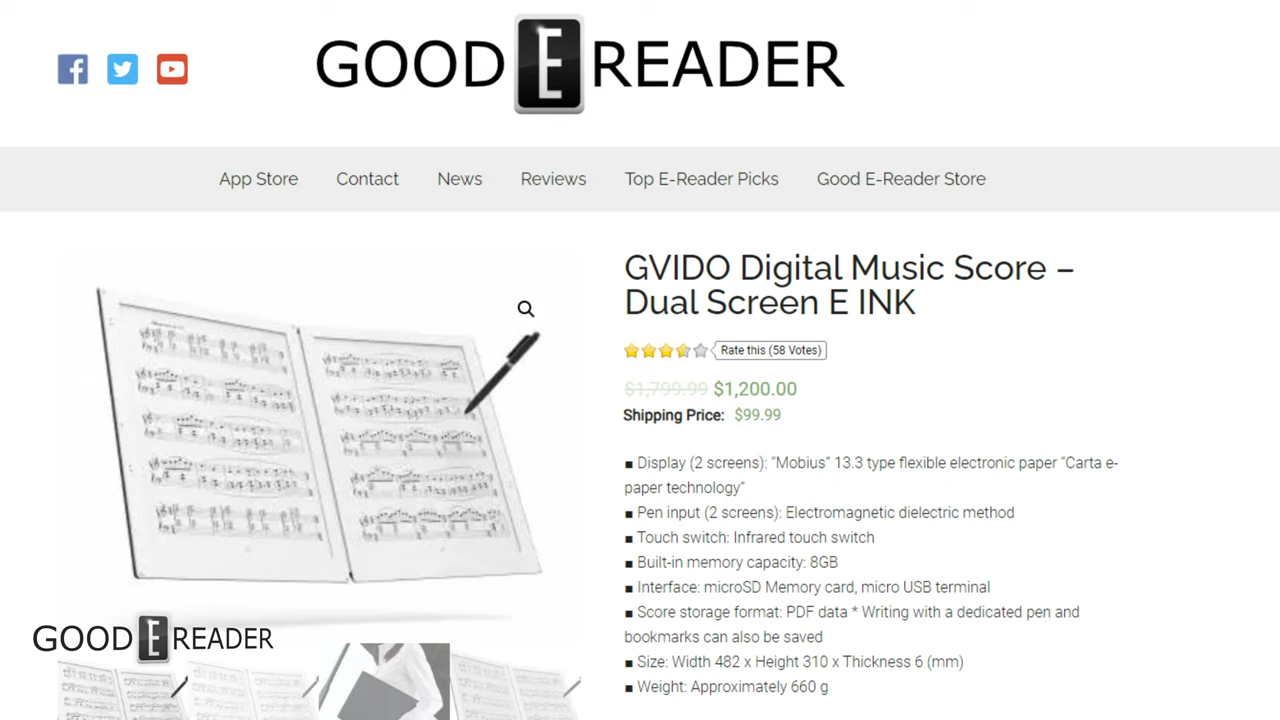 GOOD E READER
App Store Contact News Reviews Top E-Reader Picks Good E-Reader Store
GVIDO Digital Music Score –
Dual Screen E INK
Rate this (58 Votes)
$1,799.99 $1,200.00
Shipping Price: $99.99
■ Display (2 screens): “Mobius” 13.3 type flexible electronic paper “Carta e-
paper technology”
■ Pen input (2 screens): Electromagnetic dielectric method
■ Touch switch: Infrared touch switch
■ Built-in memory capacity: 8GB
■ Interface: microSD Memory card, micro USB terminal
■ Score storage format: PDF data * Writing with a dedicated pen and
bookmarks can also be saved
■ Size: Width 482 x Height 310 x Thickness 6 (mm)
■ Weight: Approximately 660 g
GOOD E READER